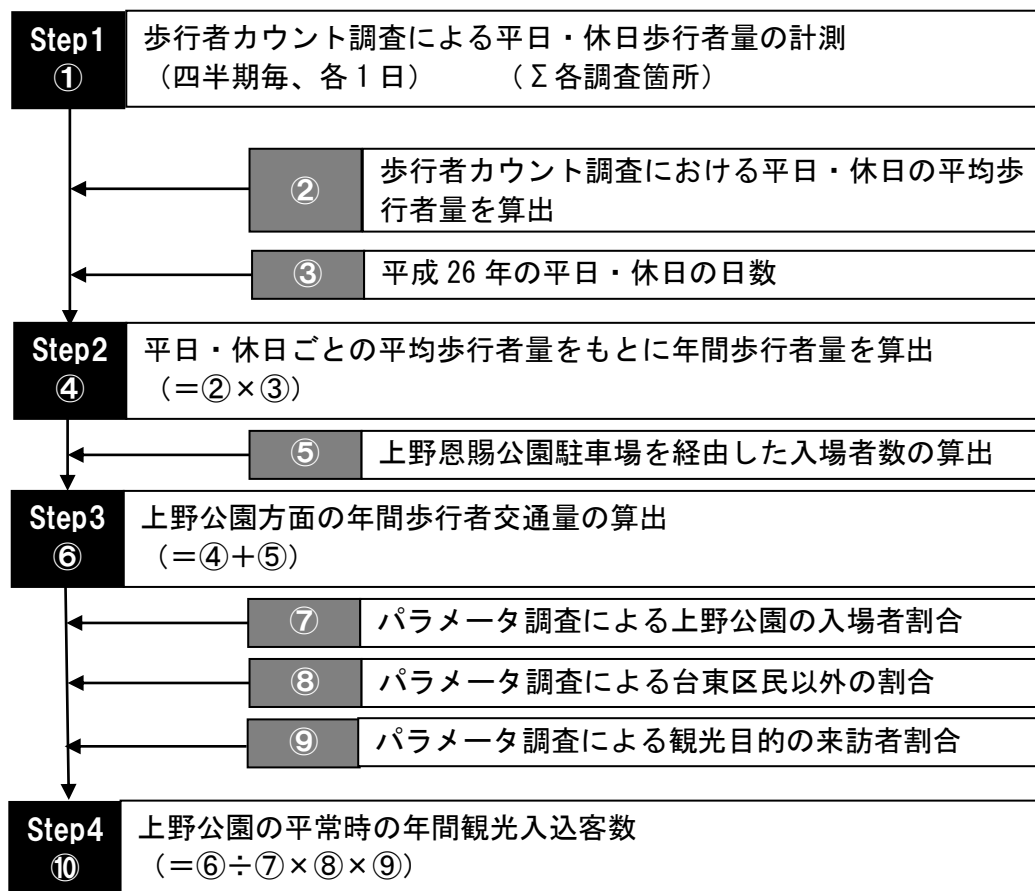 Step1
①
歩行者カウント調査による平日・休日歩行者量の計測
（四半期毎、各1日）　　（Σ各調査箇所）
②
歩行者カウント調査における平日・休日の平均歩
行者量を算出
③
平成 26 年の平日・休日の日数
Step2
④
平日・休日ごとの平均歩行者量をもとに年間歩行者量を算出
（＝②×③）
⑤
上野恩賜公園駐車場を経由した入場者数の算出
Step3
⑥
上野公園方面の年間歩行者交通量の算出
（＝④＋⑤）
⑦
パラメータ調査による上野公園の入場者割合
⑧
パラメータ調査による台東区民以外の割合
⑨
パラメータ調査による観光目的の来訪者割合
Step4
⑩
上野公園の平常時の年間観光入込客数
（＝⑥÷⑦×⑧×⑨）